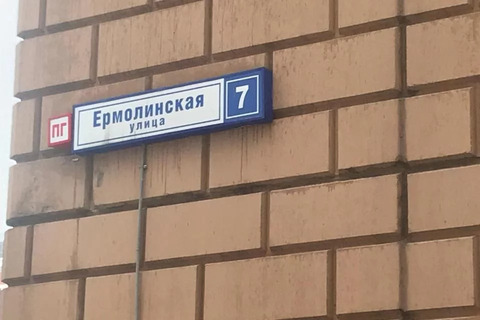 ПГ
Ермолинская
улица
7